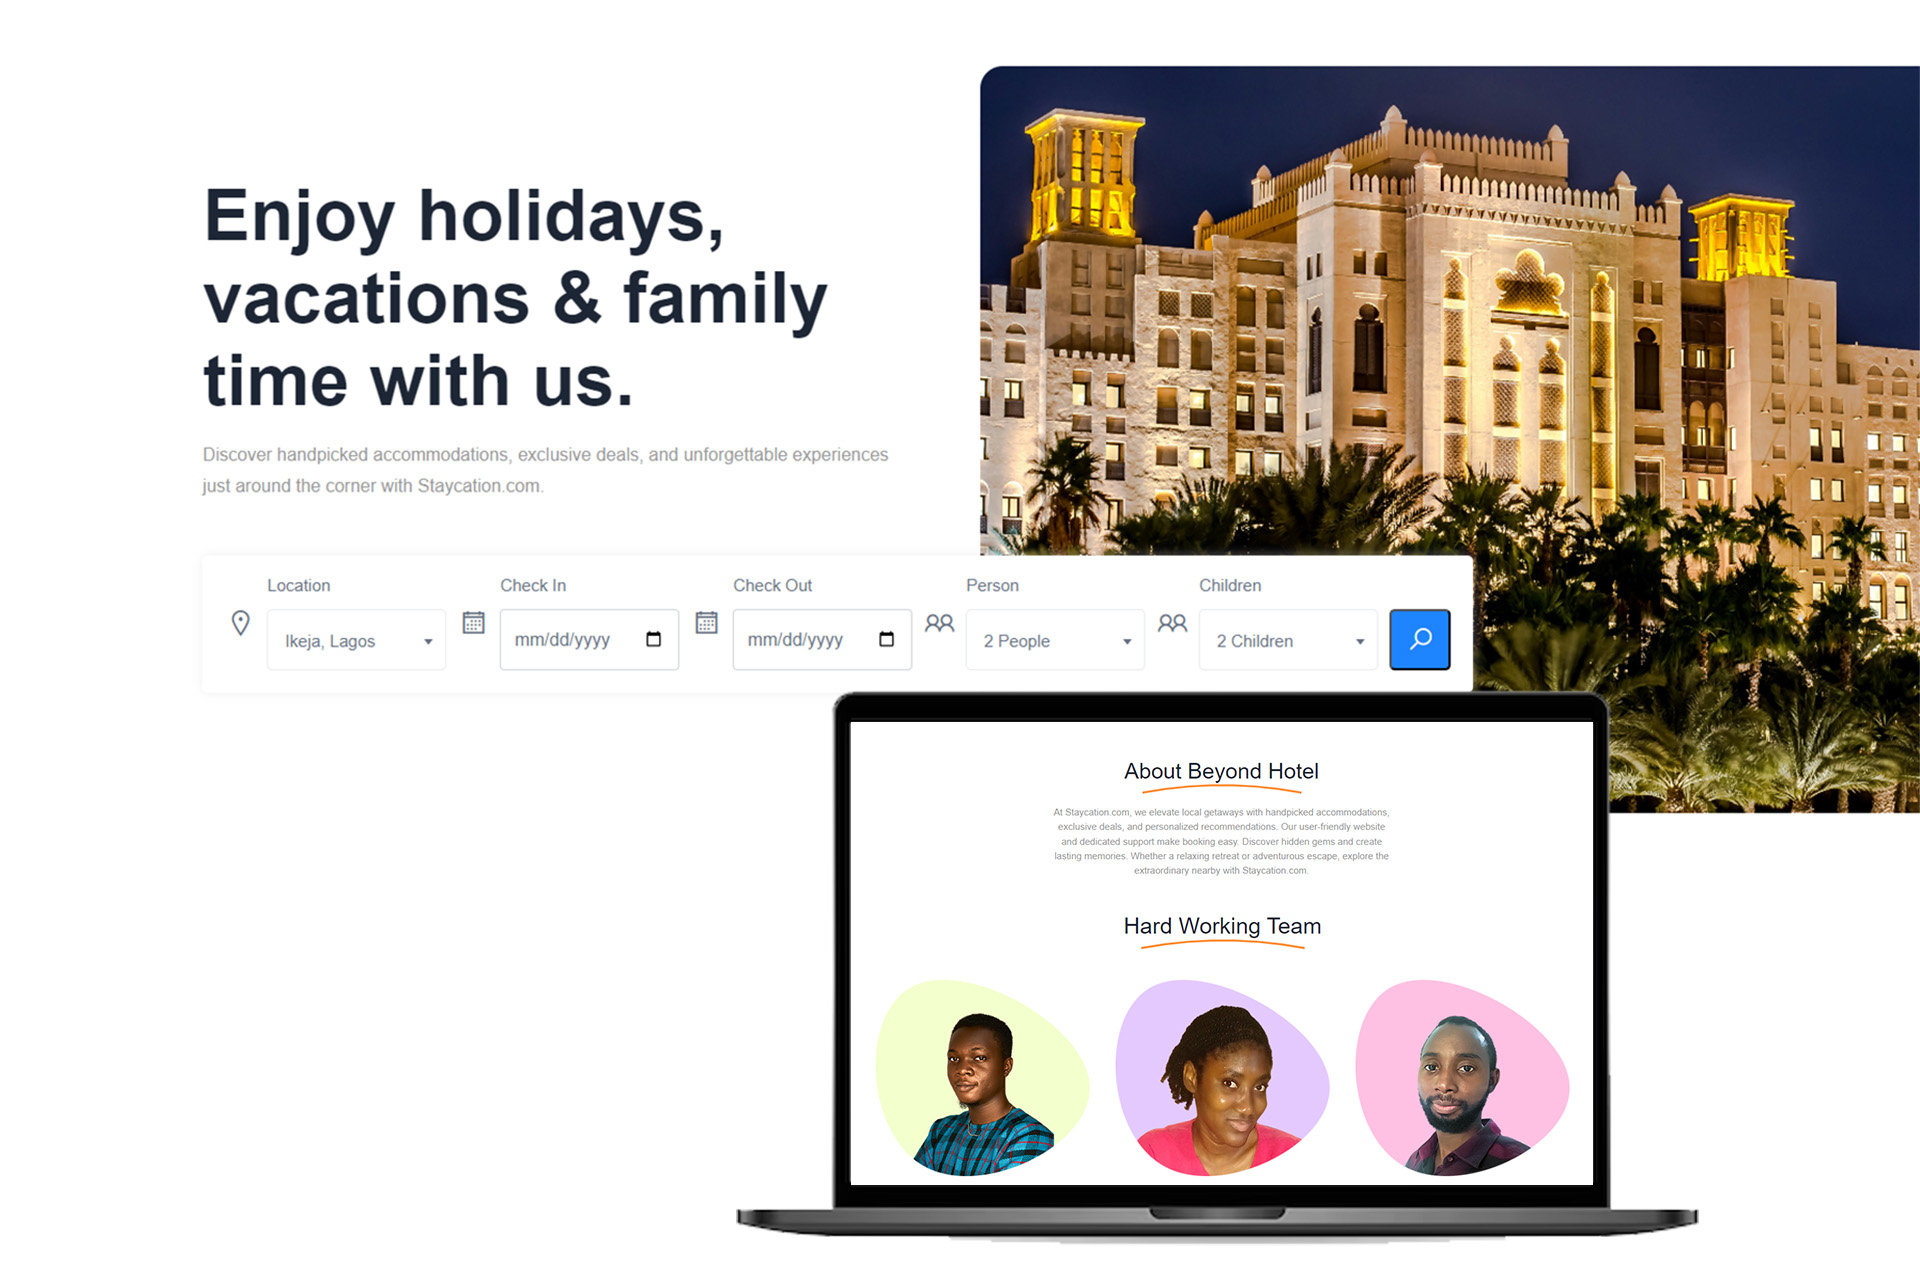 Enjoy holidays,
vacations & family
time with us.
Discover handpicked accommodations, exclusive deals, and unforgettable experiences
just around the corner with Staycation.com.
Location
Check In
Check Out
Person
Children
Ikeja, Lagos
mm/dd/yyyy
mm/dd/yyyy
2 People
2 Children
About Beyond Hotel
At Staycation.com, we elevate local getaways with handpicked accommodations,
exclusive deals, and personalized recommendations. Our user-friendly website
and dedicated support make booking easy. Discover hidden gems and create
lasting memories. Whether a relaxing retreat or adventurous escape, explore the
extraordinary nearby with Staycation.com.
Hard Working Team